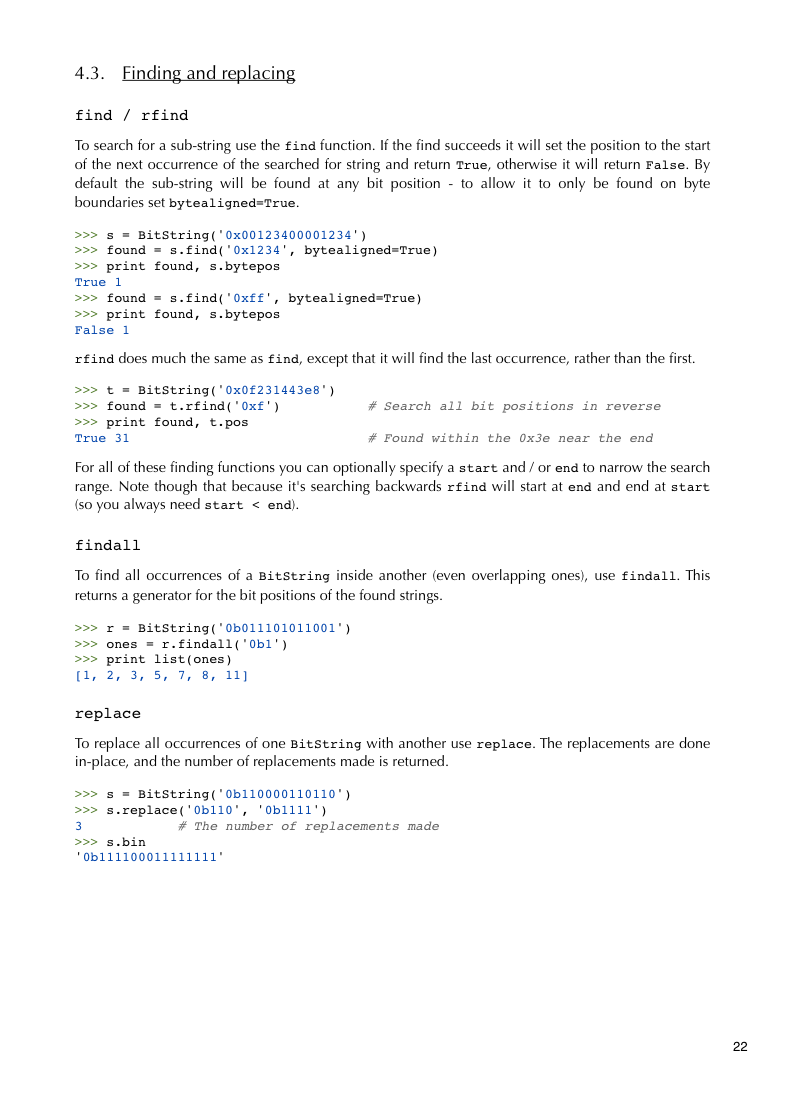 4.3. Finding and replacing
find / rfind
To search for a sub-string use the find function. If the find succeeds it will set the position to the start
of the next occurrence of the searched for string and return True, otherwise it will return False. By
default the sub-string will be found at any bit position - to allow it to only be found on byte
boundaries set bytealigned=True.
>>> s = BitString('0x00123400001234')
>>> found = s.find('0x1234', bytealigned=True)
>>> print found, s.bytepos
True 1
>>> found = s.find('0xff', bytealigned=True)
>>> print found, s.bytepos
False 1
rfind does much the same as find, except that it will find the last occurrence, rather than the first.
>>> t = BitString('0x0f231443e8')
>>> found = t.rfind('0xf') # Search all bit positions in reverse
>>> print found, t.pos
True 31 # Found within the 0x3e near the end
For all of these finding functions you can optionally specify a start and / or end to narrow the search
range. Note though that because it's searching backwards rfind will start at end and end at start
(so you always need start < end).
findall
To find all occurrences of a BitString inside another (even overlapping ones), use findall. This
returns a generator for the bit positions of the found strings.
>>> r = BitString('0b011101011001')
>>> ones = r.findall('0b1')
>>> print list(ones)
[1, 2, 3, 5, 7, 8, 11]
replace
To replace all occurrences of one BitString with another use replace. The replacements are done
in-place, and the number of replacements made is returned.
>>> s = BitString('0b110000110110')
>>> s.replace('0b110', '0b1111')
3 # The number of replacements made
>>> s.bin
'0b111100011111111'
22